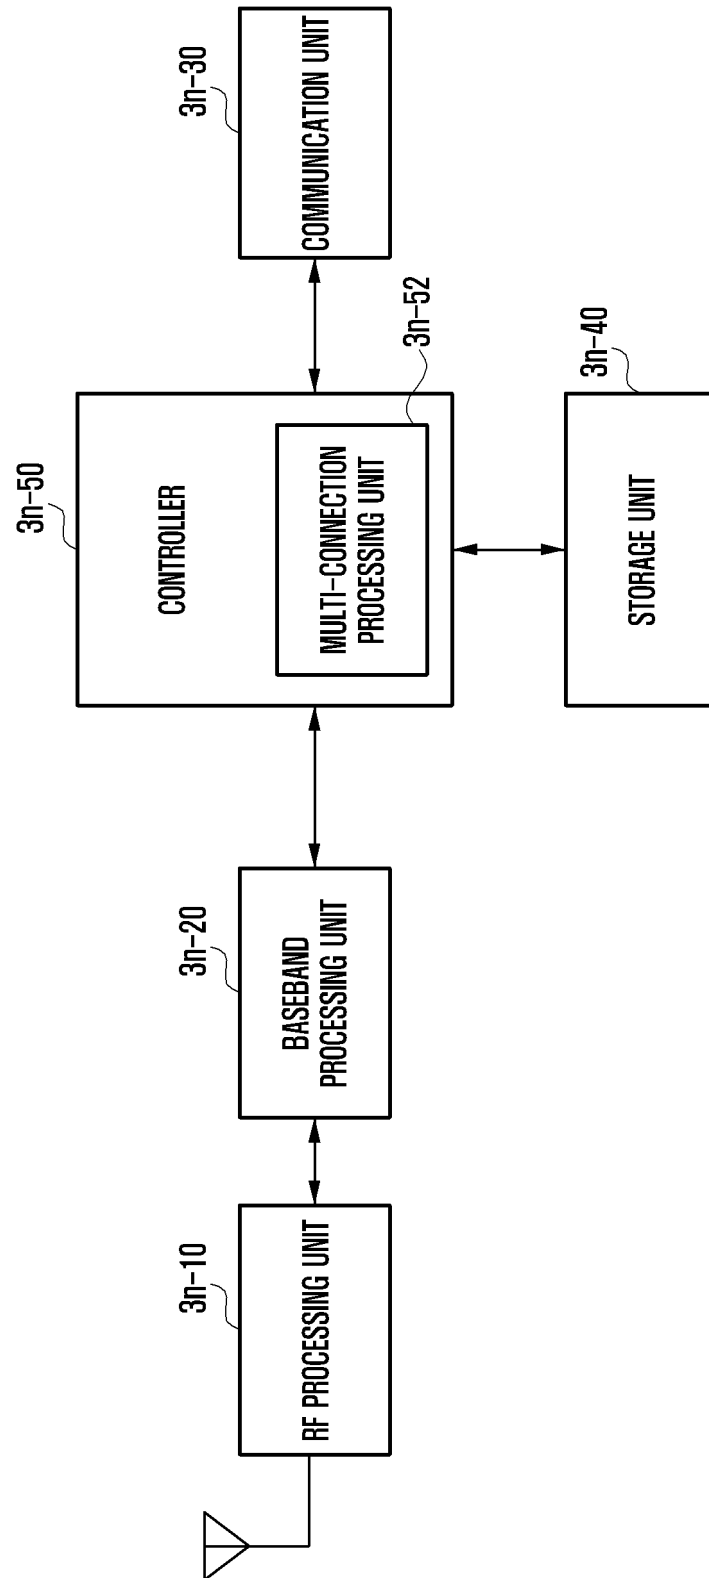 3n-50
CONTROLLER
3n-10
RF PROCESSING UNIT
3n-20
BASEBAND
PROCESSING UNIT
MULTI-CONNECTION
PROCESSING UNIT
3n-52
3n-30
COMMUNICATION UNIT
3n-40
STORAGE UNIT